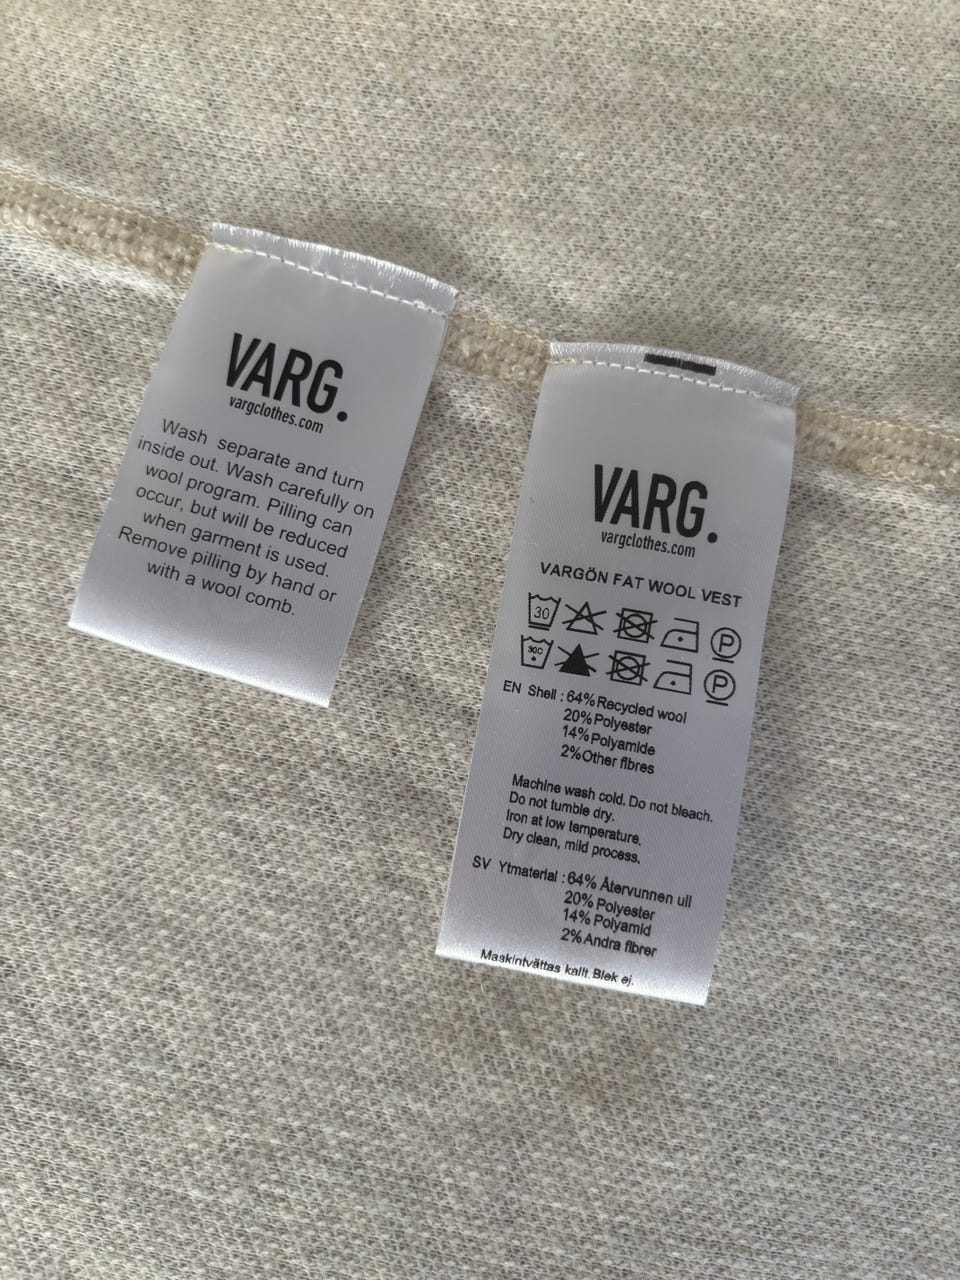 VARG.
vargclothes.com
Wash separate and turn
inside out. Wash carefully on
wool program. Pilling can
occur, but will be reduced
when garment is used.
Remove pilling by hand or
with a wool comb.
VARG.
vargclothes.com
VARGÖN FAT WOOL VEST
30 P
30C P
EN Shell : 64% Recycled wool
20% Polyester
14% Polyamide
2% Other fibres
Machine wash cold. Do not bleach.
Do not tumble dry.
Iron at low temperature.
Dry clean, mild process.
SV Ytmaterial : 64% Återvunnen ull
20% Polyester
14% Polyamid
2% Andra fibrer
Maskintvättas kallt. Blek ej.